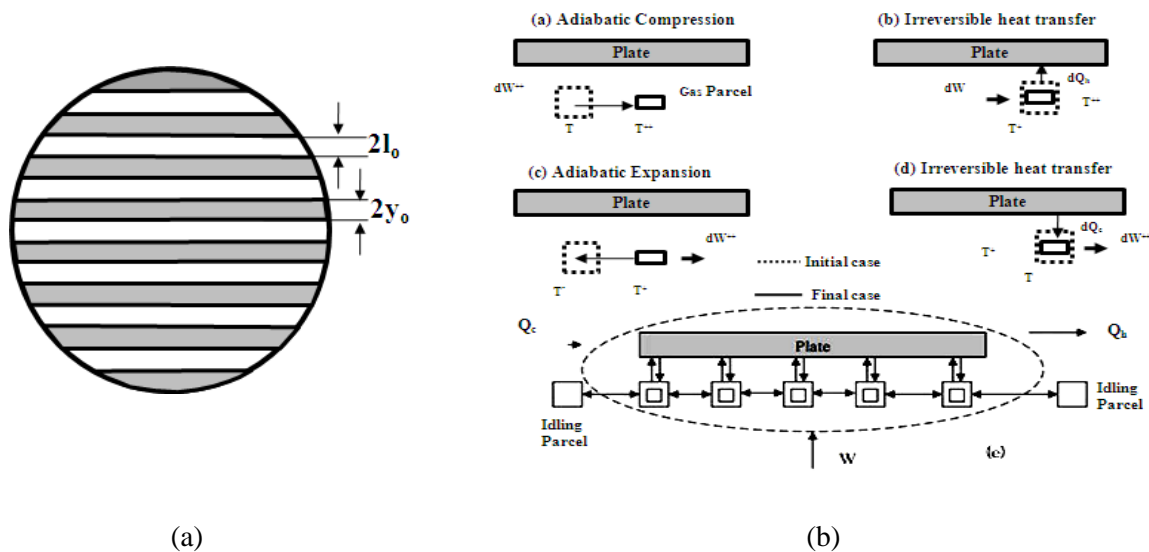 2l₀
2y₀
(a)
(a) Adiabatic Compression
Plate
dW⁺⁺
Gas Parcel
T
T⁺⁺
(b) Irreversible heat transfer
Plate
dW
dQₕ
T⁺⁺
T⁺
(c) Adiabatic Expansion
Plate
dW⁺⁺
T⁻
T⁺
(d) Irreversible heat transfer
Plate
dQ꜀
dW⁺⁺
T⁻
T
Initial case
Final case
Q꜀
Qₕ
Plate
Idling
Parcel
Idling
Parcel
W
(e)
(b)